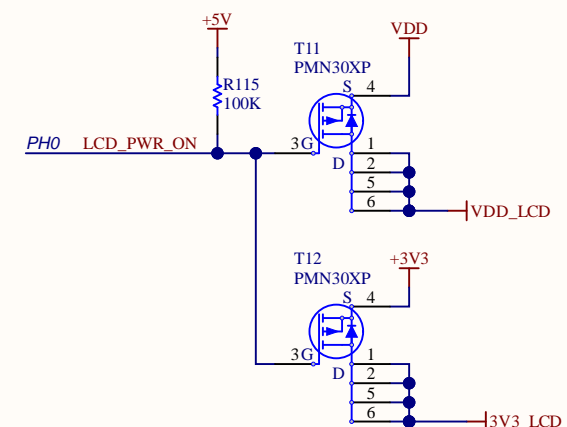 +5V
VDD
T11
PMN30XP
S 4
R115
100K
PH0 LCD_PWR_ON
3 G
1
D 2
5
6
VDD_LCD
T12
PMN30XP
+3V3
S 4
3 G
1
D 2
5
6
3V3_LCD